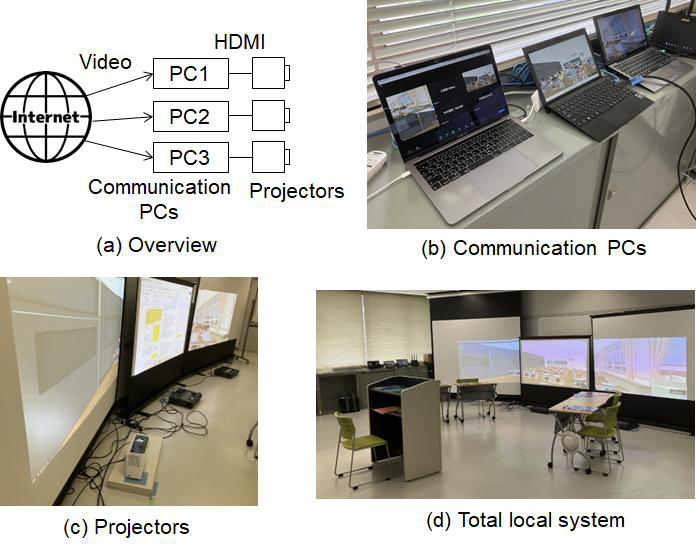 HDMI
Video
PC1
Internet
PC2
PC3
Communication
PCs
Projectors
(a) Overview
(b) Communication PCs
(c) Projectors
(d) Total local system